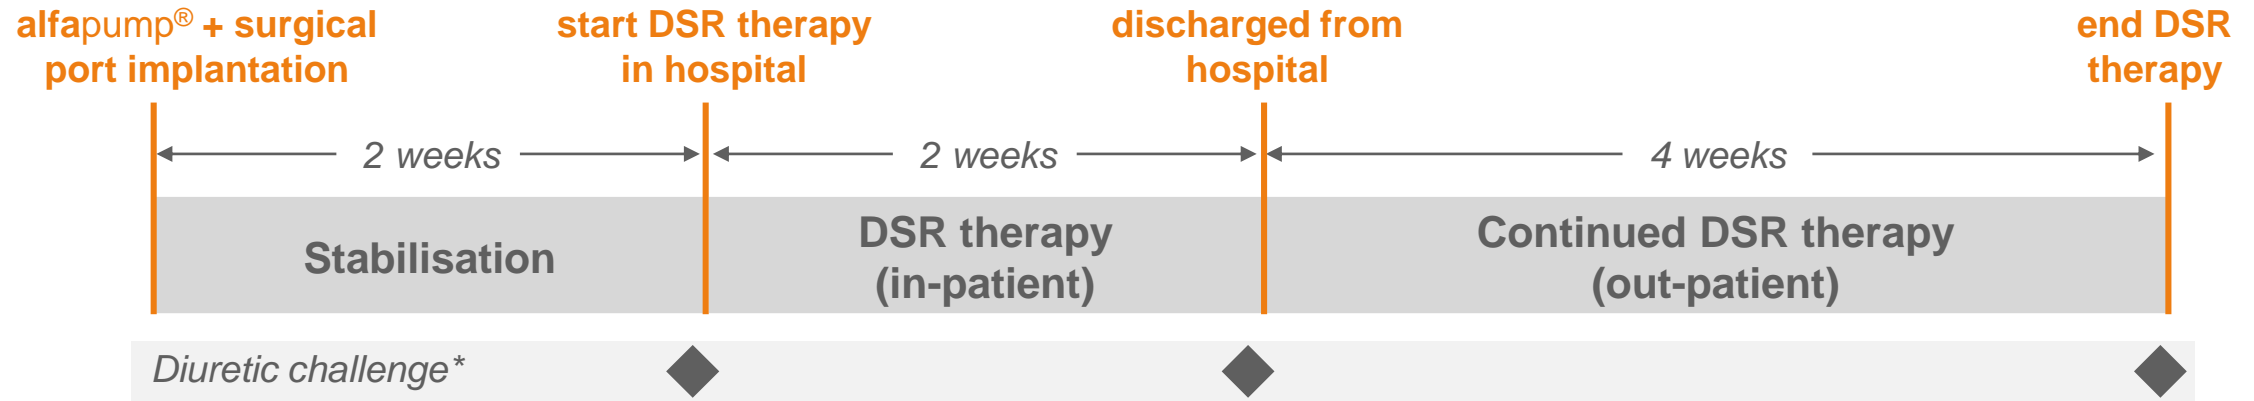 alfapump® + surgical
port implantation
start DSR therapy
in hospital
discharged from
hospital
end DSR
therapy
2 weeks
2 weeks
4 weeks
Stabilisation
DSR therapy
(in-patient)
Continued DSR therapy
(out-patient)
Diuretic challenge*